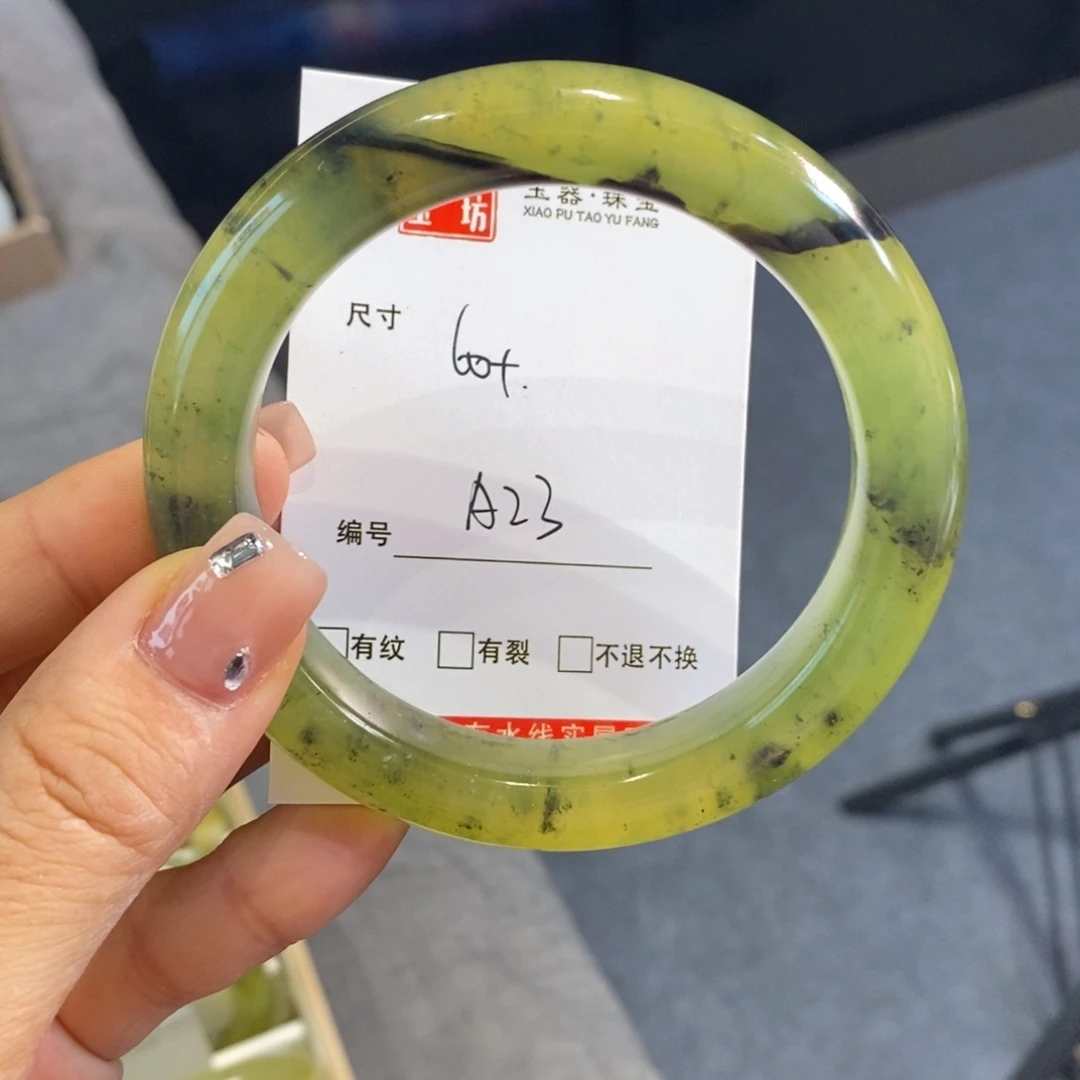 坊
玉器·珠宝
XIAO PU TAO YU FANG
尺寸 60+.
编号 A23
有纹 有裂 不退不换